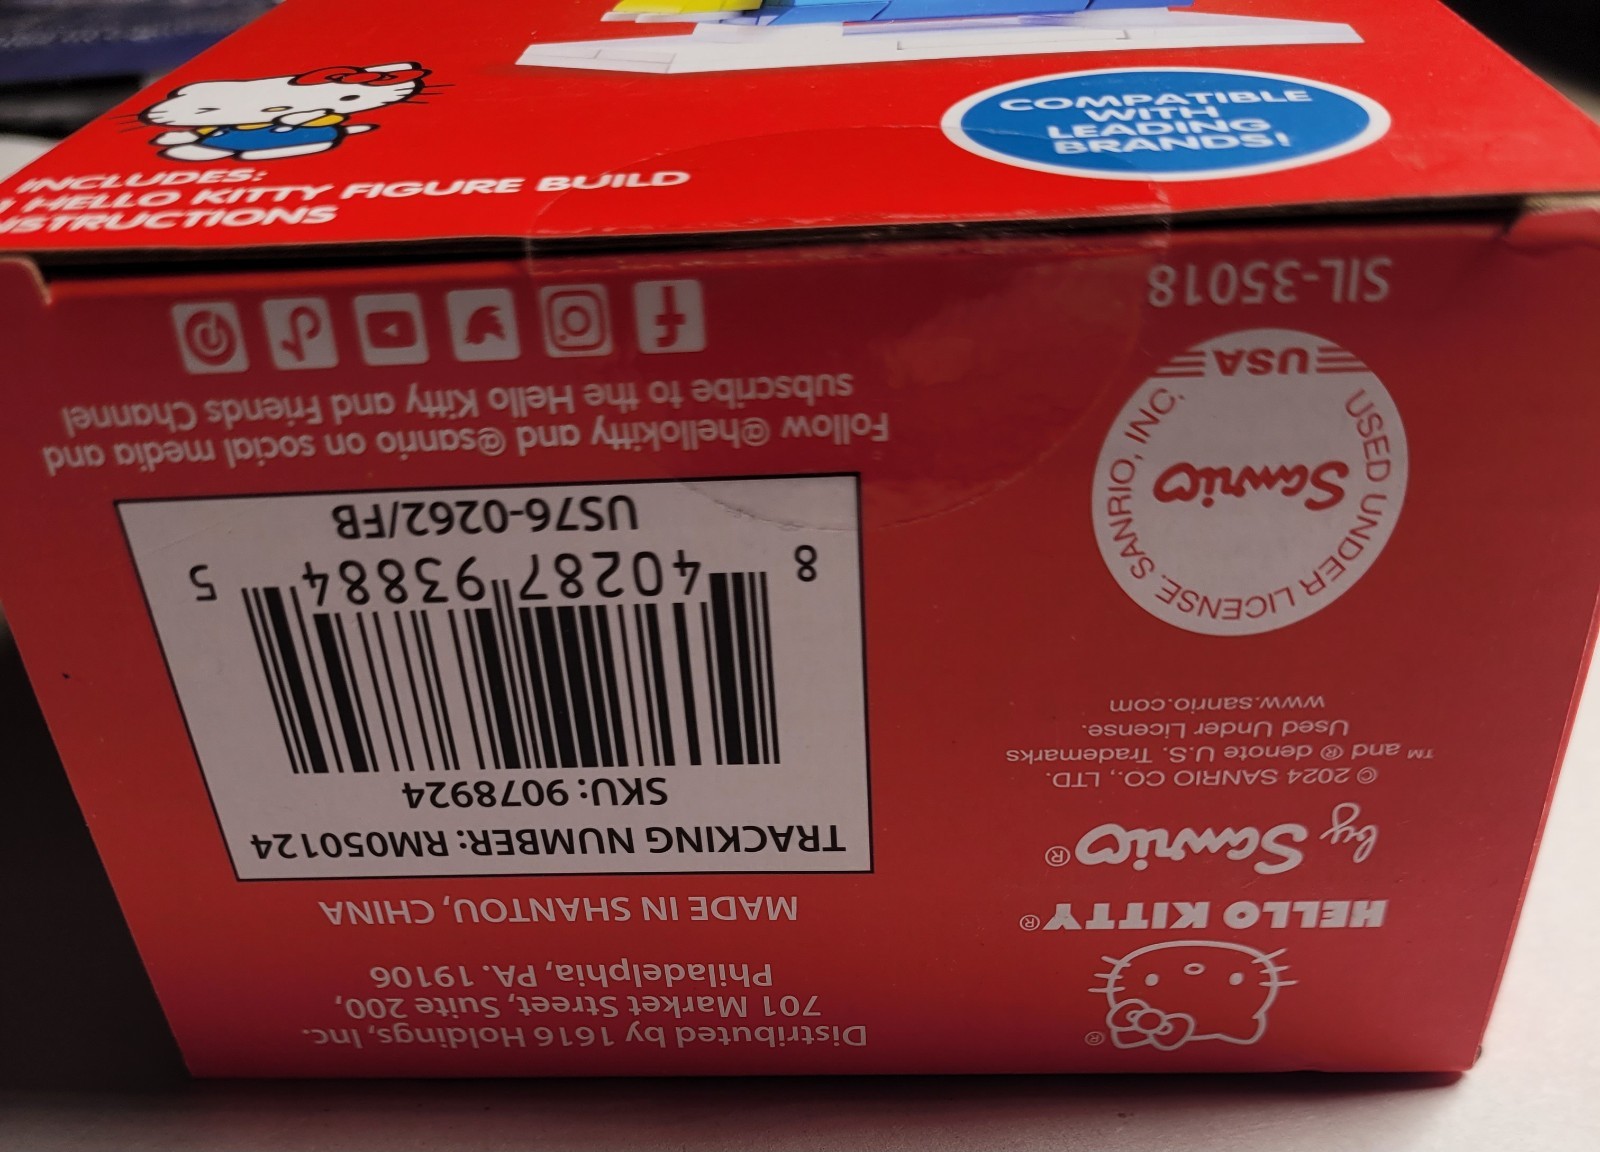 COMPATIBLE
WITH
LEADING
BRANDS!
INCLUDES:
HELLO KITTY FIGURE BUILD
NSTRUCTIONS
Distributed by 1616 Holdings, Inc.
701 Market Street, Suite 200,
Philadelphia, PA. 19106
MADE IN SHANTOU, CHINA
TRACKING NUMBER: RM050124
SKU: 9078924
8 40287 93884 5
US76-0262/FB
Follow @hellokitty and @sanrio on social media and
subscribe to the Hello Kitty and Friends Channel
®
HELLO KITTY®
by Sanrio®
© 2024 SANRIO CO., LTD.
™ and ® denote U.S. Trademarks
Used Under License.
www.sanrio.com
USED UNDER LICENSE. SANRIO, INC.
Sanrio
USA
SIL-35018